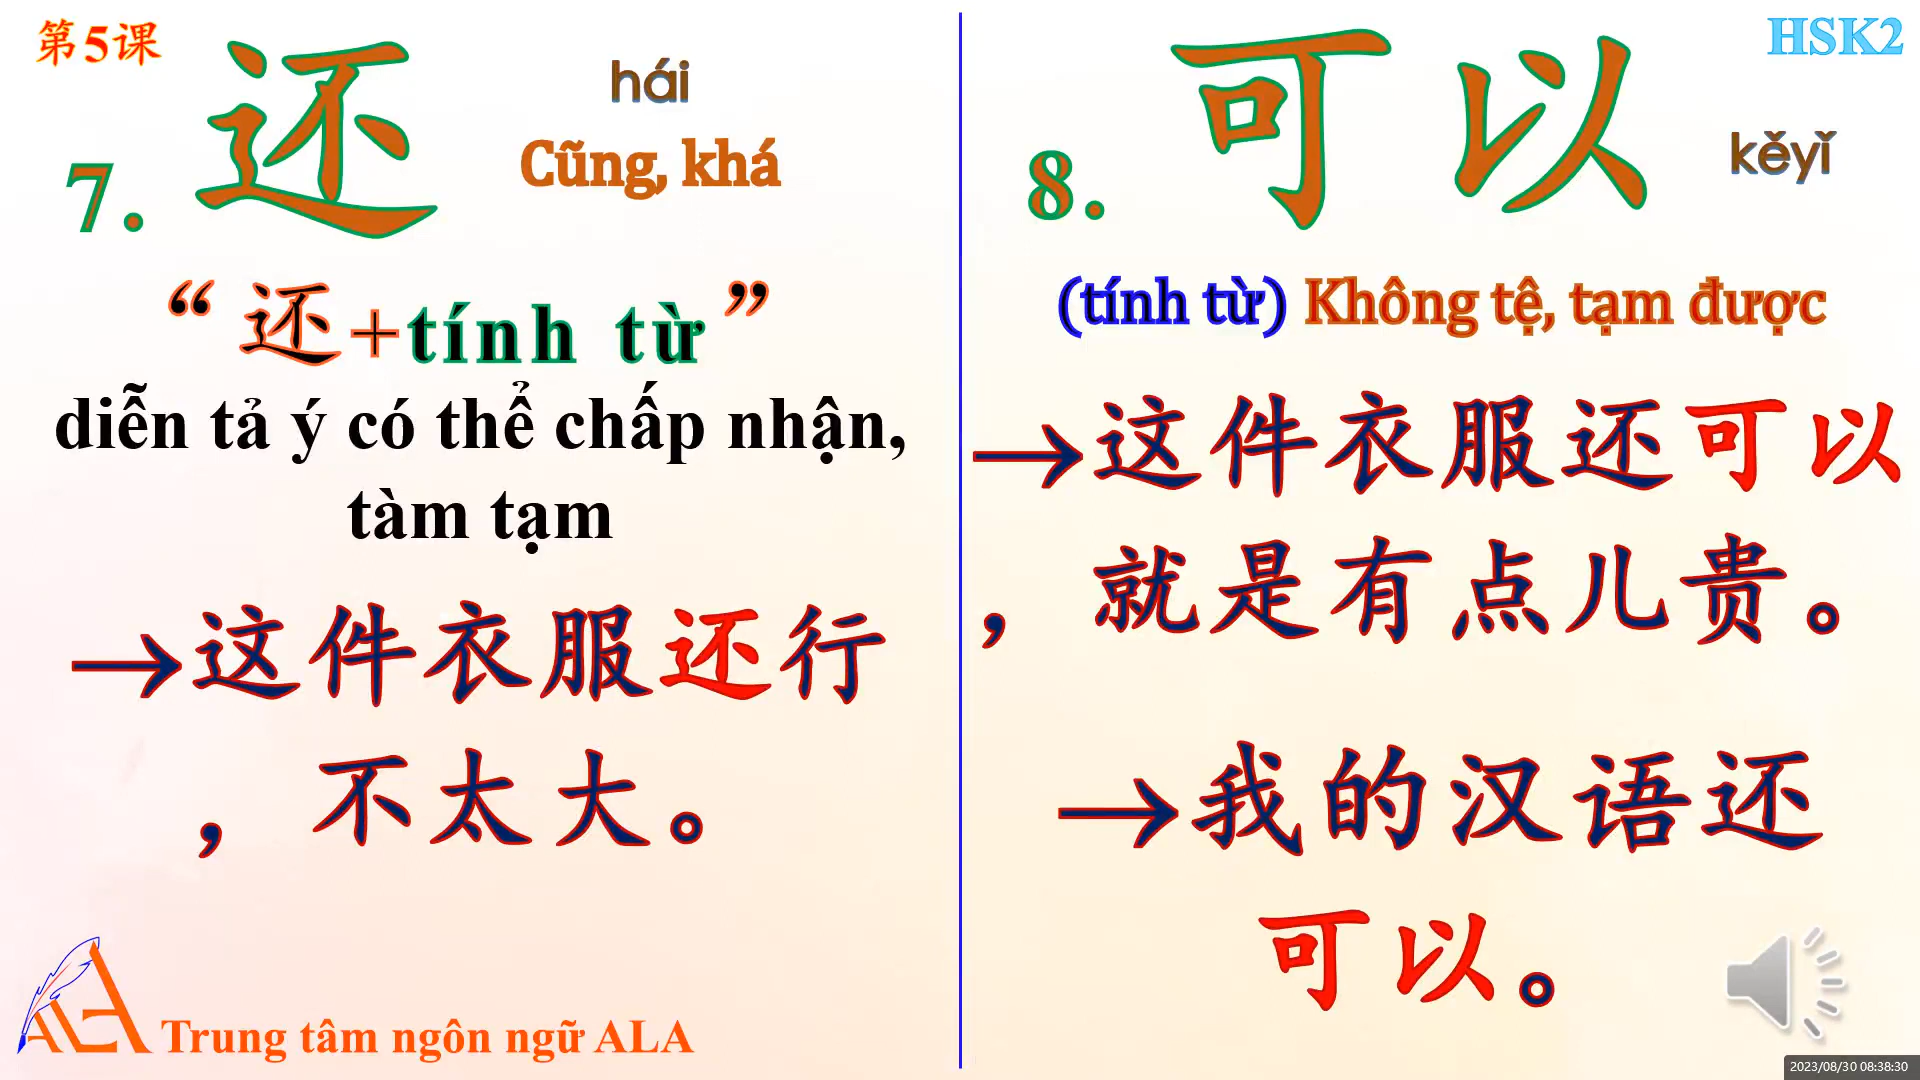 第5课
7. 还
hái
Cũng, khá
“还+tính từ”
diễn tả ý có thể chấp nhận,
tàm tạm
→这件衣服还行
，不太大。
ALA Trung tâm ngôn ngữ ALA
HSK2
8. 可以
kěyǐ
(tính từ) Không tệ, tạm được
→这件衣服还可以
，就是有点儿贵。
→我的汉语还
可以。
2023/08/30 08:38:30